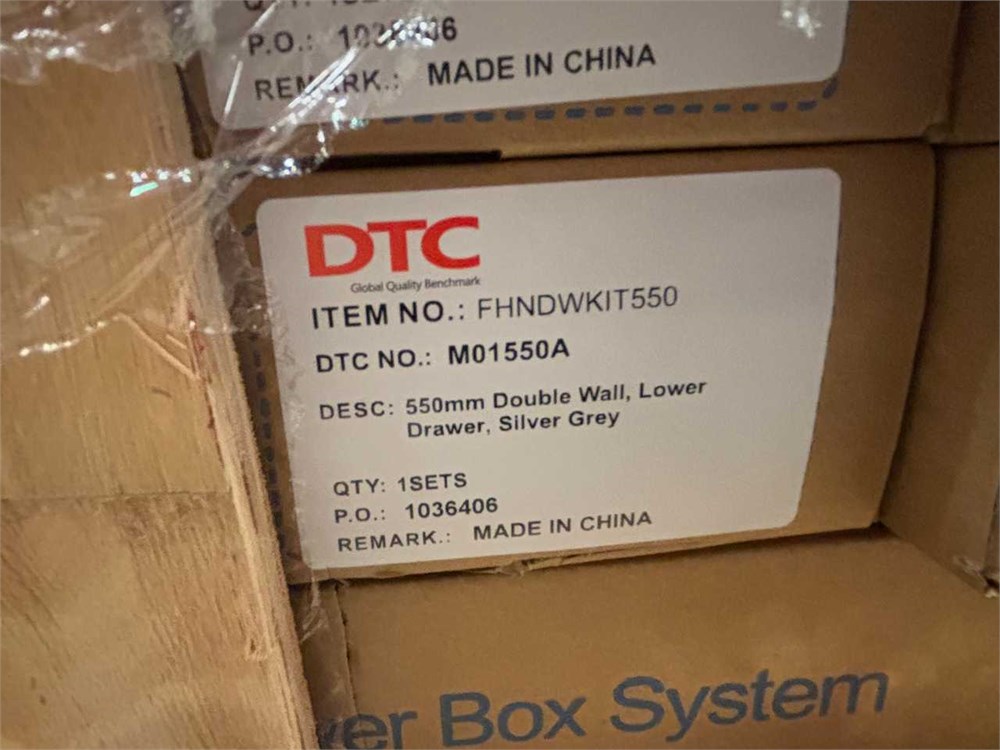 P.O.:
REMARK.: MADE IN CHINA
DTC
Global Quality Benchmark
ITEM NO.: FHNDWKIT550
DTC NO.: M01550A
DESC: 550mm Double Wall, Lower
Drawer, Silver Grey
QTY: 1SETS
P.O.: 1036406
REMARK.: MADE IN CHINA
Box System